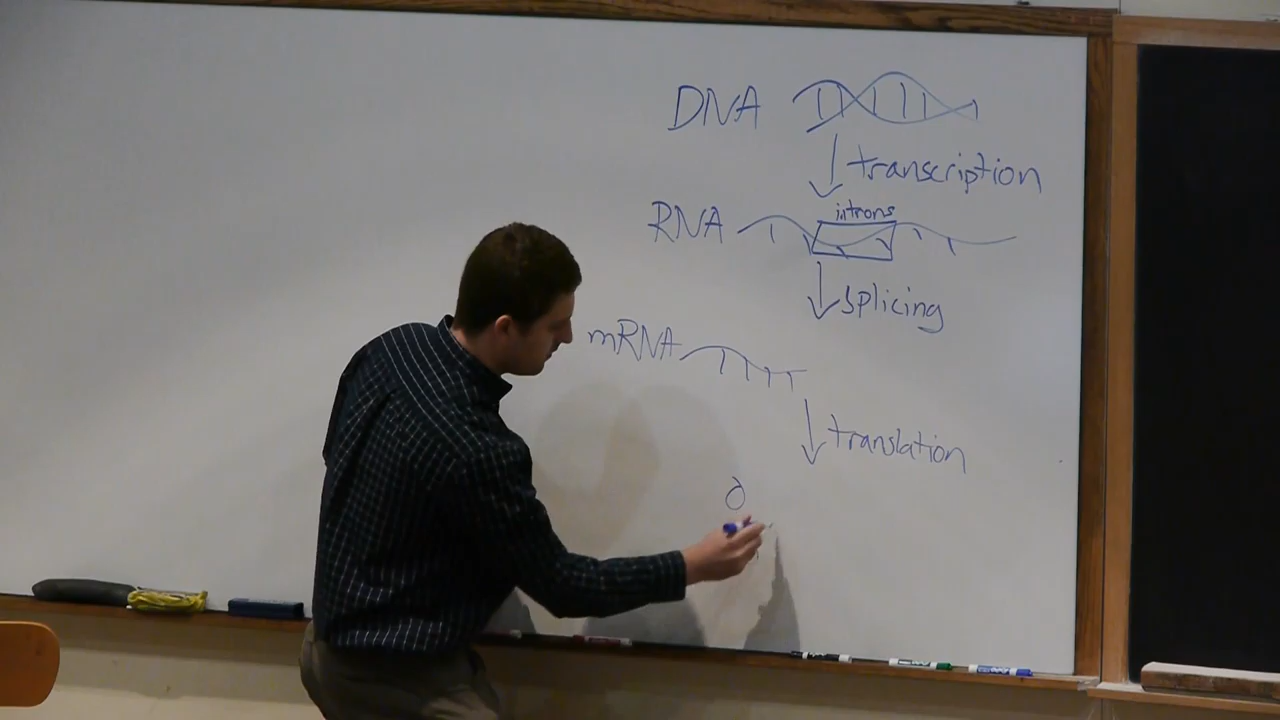 DNA
transcription
introns
RNA
splicing
mRNA
translation